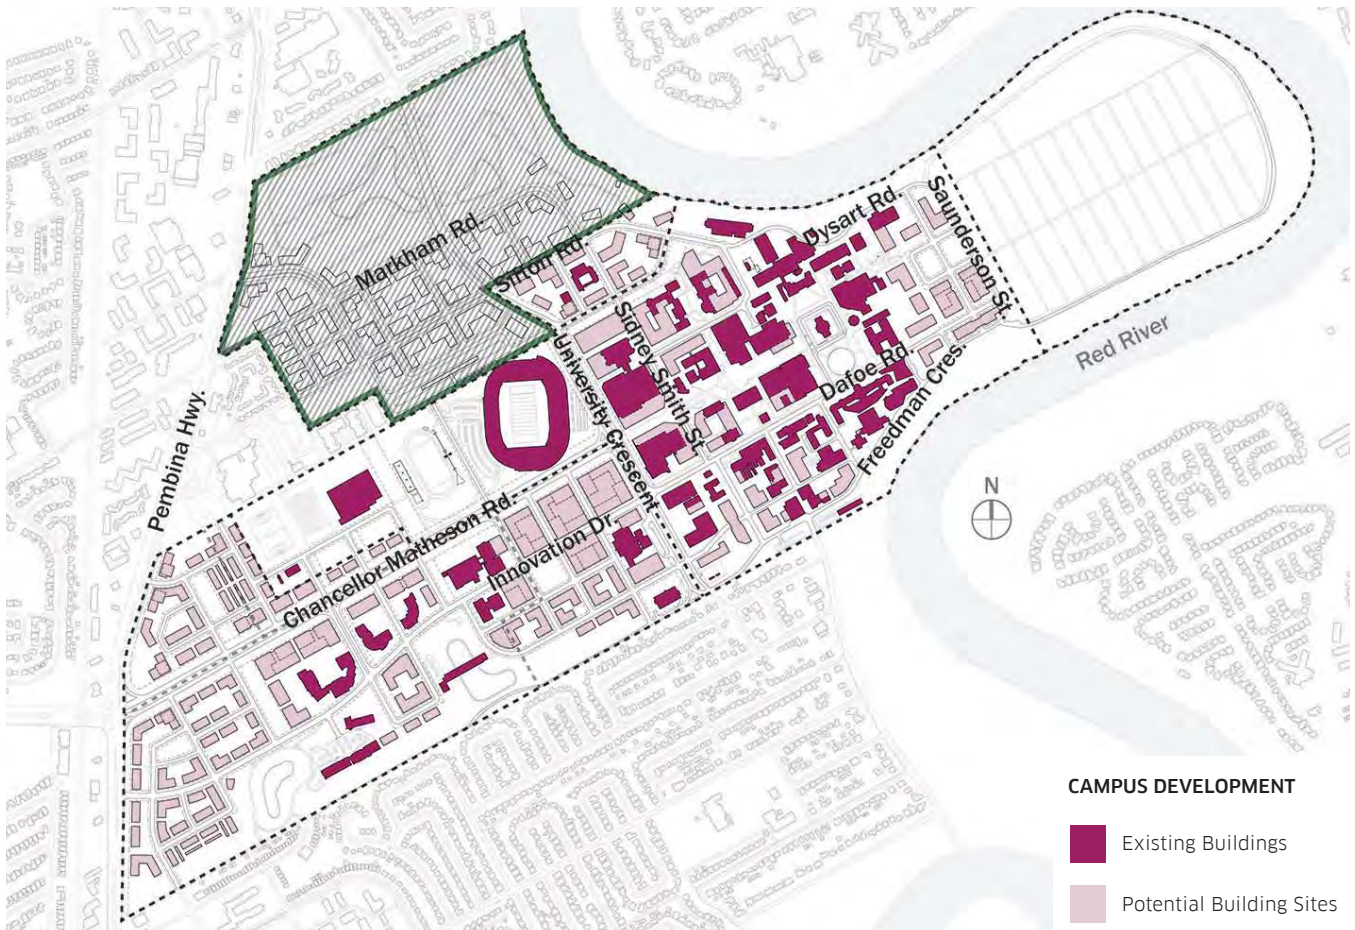 Markham Rd.
Sifton Rd.
Dysart Rd.
Saunderson St.
Sidney Smith St.
University Crescent
Dafoe Rd.
Freedman Cres.
Red River
Pembina Hwy.
Chancellor Matheson Rd.
Innovation Dr.
N
CAMPUS DEVELOPMENT
Existing Buildings
Potential Building Sites